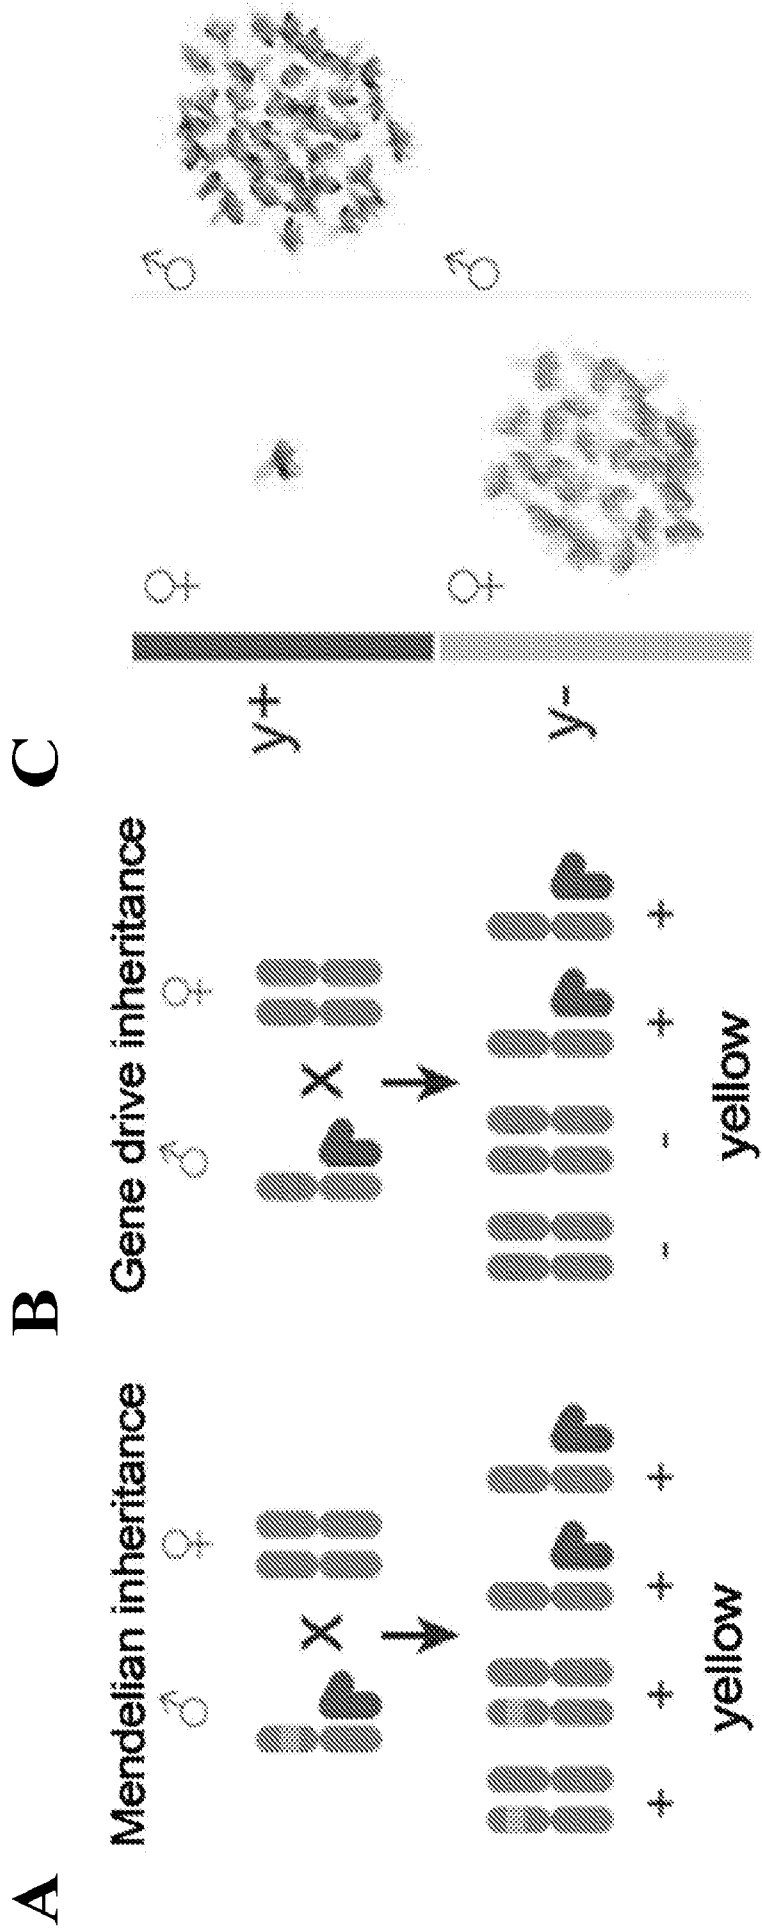 A
Mendelian inheritance
♂ ♀
X
+ + + +
yellow
B
Gene drive inheritance
♂ ♀
X
- - + +
yellow
C
y+
♀ ♂
y-
♀ ♂